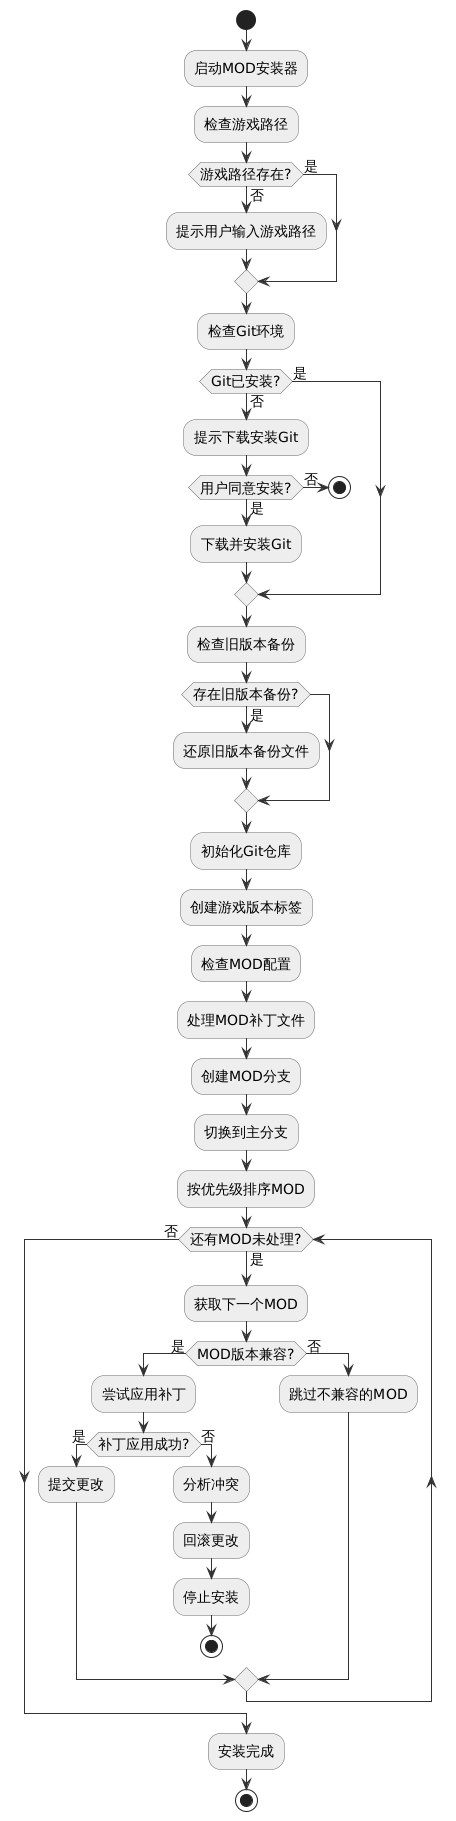 启动MOD安装器
检查游戏路径
游戏路径存在?
是
否
提示用户输入游戏路径
检查Git环境
Git已安装?
是
否
提示下载安装Git
用户同意安装?
否
是
下载并安装Git
检查旧版本备份
存在旧版本备份?
是
还原旧版本备份文件
初始化Git仓库
创建游戏版本标签
检查MOD配置
处理MOD补丁文件
创建MOD分支
切换到主分支
按优先级排序MOD
否
还有MOD未处理?
是
获取下一个MOD
是
MOD版本兼容?
否
尝试应用补丁
跳过不兼容的MOD
是
补丁应用成功?
否
提交更改
分析冲突
回滚更改
停止安装
安装完成